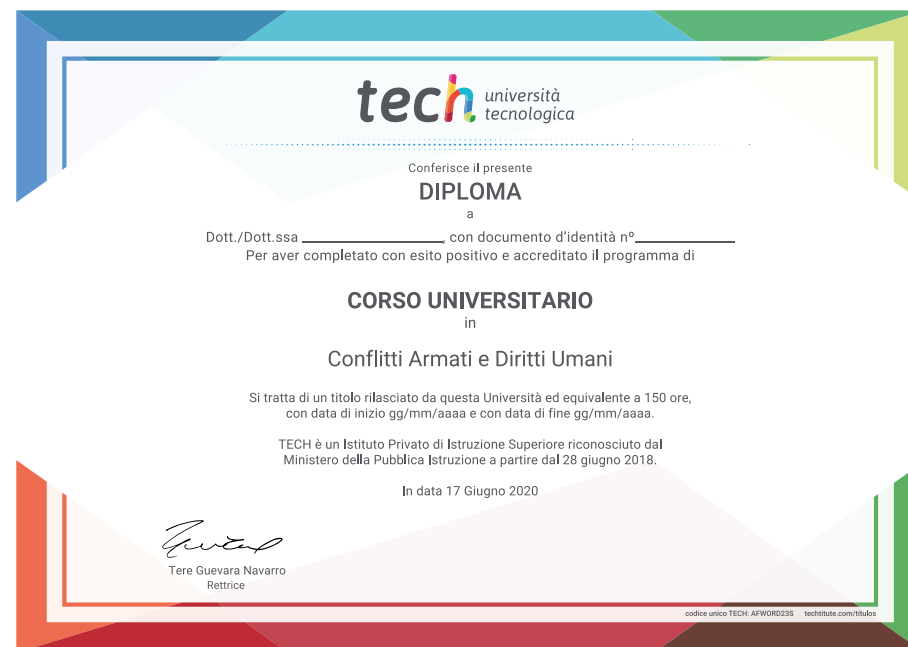 tech università
tecnologica
Conferisce il presente
DIPLOMA
a
Dott./Dott.ssa ____________________, con documento d'identità nº______________
Per aver completato con esito positivo e accreditato il programma di
CORSO UNIVERSITARIO
in
Conflitti Armati e Diritti Umani
Si tratta di un titolo rilasciato da questa Università ed equivalente a 150 ore,
con data di inizio gg/mm/aaaa e con data di fine gg/mm/aaaa.
TECH è un Istituto Privato di Istruzione Superiore riconosciuto dal
Ministero della Pubblica Istruzione a partire dal 28 giugno 2018.
In data 17 Giugno 2020
Tere Guevara Navarro
Rettrice
codice unico TECH: AFWORD23S techtitute.com/titulos